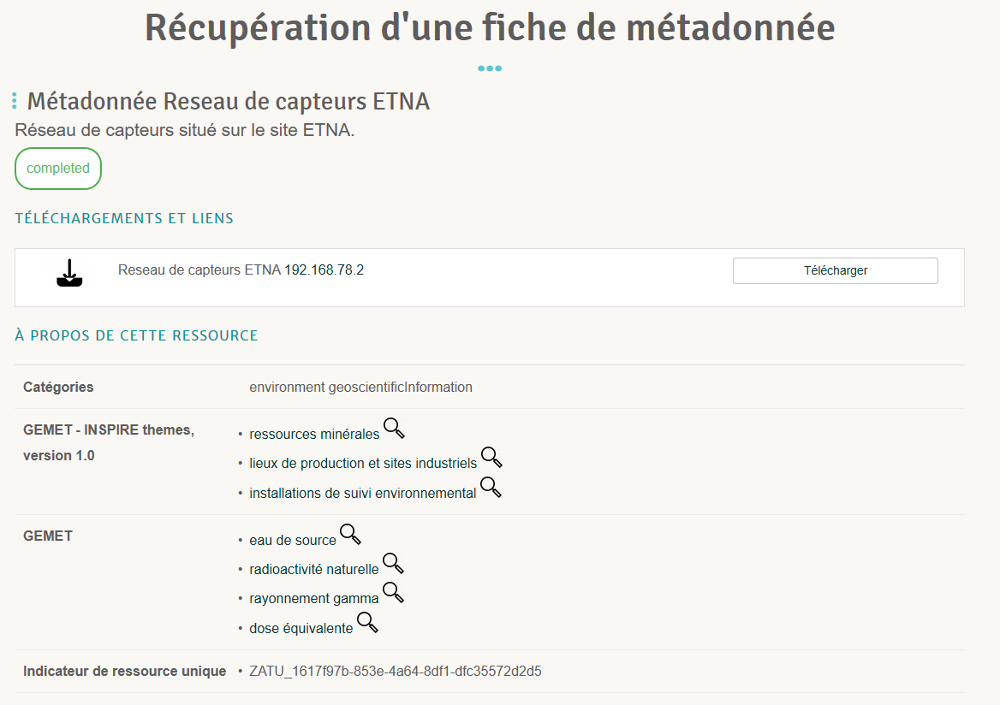 Récupération d'une fiche de métadonnée
Métadonnée Reseau de capteurs ETNA
Réseau de capteurs situé sur le site ETNA.
completed
TÉLÉCHARGEMENTS ET LIENS
Reseau de capteurs ETNA 192.168.78.2
Télécharger
À PROPOS DE CETTE RESSOURCE
Catégories
environment geoscientificInformation
GEMET - INSPIRE themes,
version 1.0
• ressources minérales
• lieux de production et sites industriels
• installations de suivi environnemental
GEMET
• eau de source
• radioactivité naturelle
• rayonnement gamma
• dose équivalente
Indicateur de ressource unique
• ZATU_1617f97b-853e-4a64-8df1-dfc35572d2d5